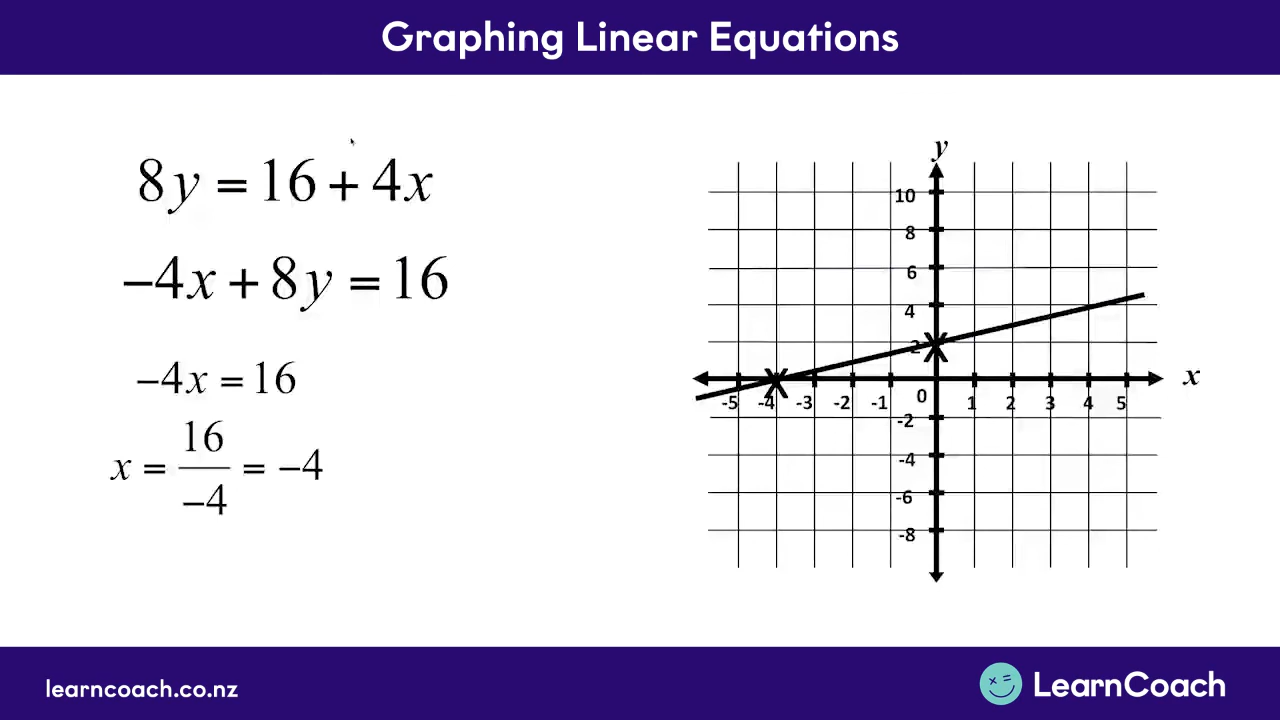 Graphing Linear Equations
8y = 16 + 4x
−4x + 8y = 16
−4x = 16
x = 16/−4 = −4
y
10
8
6
4
2
x
-5 -4 -3 -2 -1 0 1 2 3 4 5
-2
-4
-6
-8
learncoach.co.nz
LearnCoach